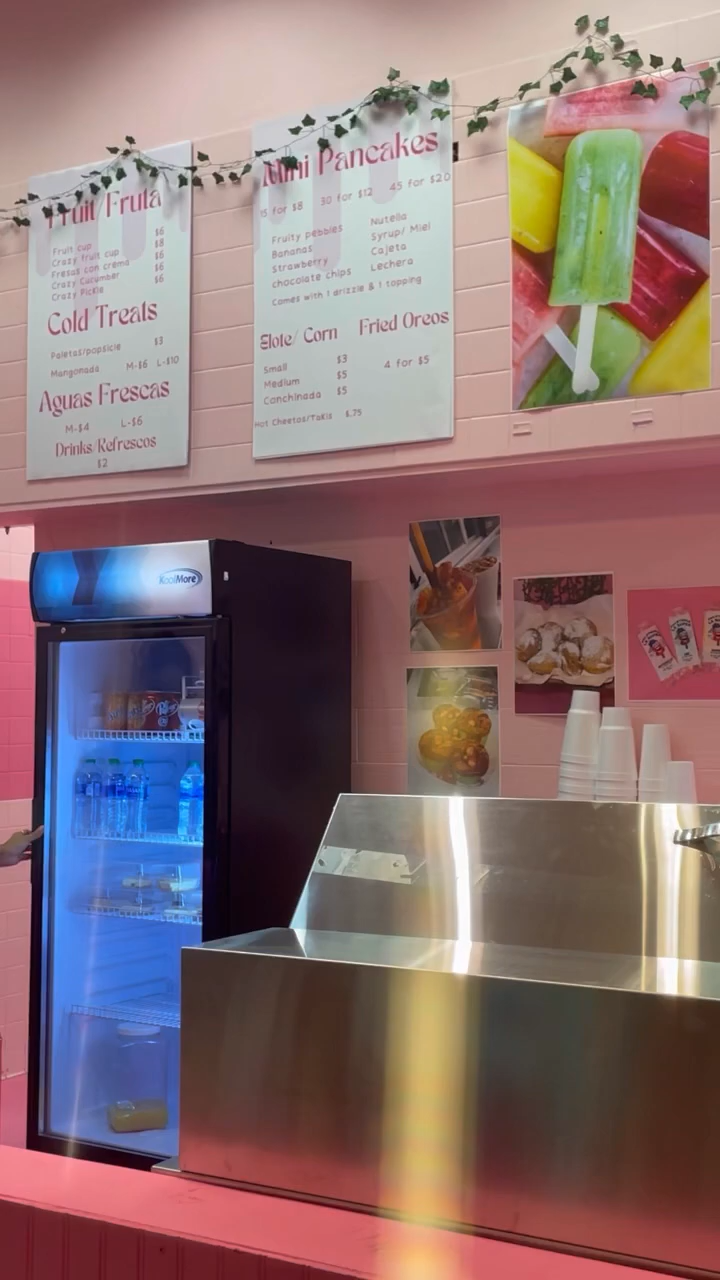 Fruit/Fruta
Fruit cup $6
Crazy fruit cup $8
Fresas con crema $6
Crazy Cucumber $6
Crazy Pickle $6
Cold Treats
Paletas/popsicle $3
Mangonada M-$6 L-$10
Aguas Frescas
M-$4 L-$6
Drinks/Refrescos
$2
Mini Pancakes
15 for $8 30 for $12 45 for $20
Fruity pebbles Nutella
Bananas Syrup/ Miel
Strawberry Cajeta
chocolate chips Lechera
Comes with 1 drizzle & 1 topping
Elote/ Corn
Small $3
Medium $5
Conchinada $5
Hot Cheetos/Takis $.75
Fried Oreos
4 for $5
KoolMore